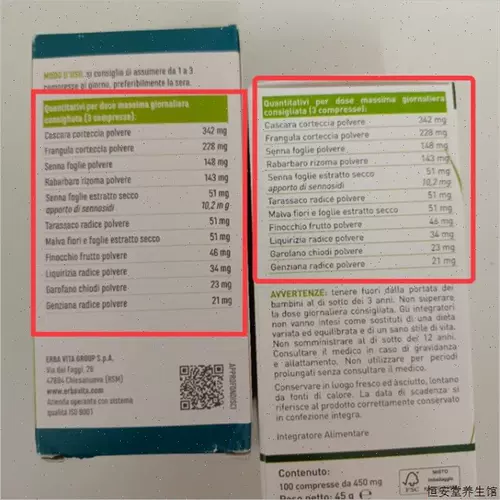 MODO D'USO: si consiglia di assumere da 1 a 3
compresse al giorno, preferibilmente la sera.
Quantitativi per dose massima giornaliera
consigliata (3 compresse):
Cascara corteccia polvere 342 mg
Frangula corteccia polvere 228 mg
Senna foglie polvere 148 mg
Rabarbaro rizoma polvere 143 mg
Senna foglie estratto secco 51 mg
apporto di sennosidi 10,2 mg
Tarassaco radice polvere 51 mg
Malva fiori e foglie estratto secco 51 mg
Finocchio frutto polvere 46 mg
Liquirizia radice polvere 34 mg
Garofano chiodi polvere 23 mg
Genziana radice polvere 21 mg
ERBA VITA GROUP S.p.A.
Via dei Faggi, 28
47894 Chiesanuova (RSM)
www.erbavita.com
Azienda operante con sistema
qualità ISO 9001
APPROFONDISCI
Quantitativi per dose massima giornaliera
consigliata (3 compresse):
Cascara corteccia polvere 342 mg
Frangula corteccia polvere 228 mg
Senna foglie polvere 148 mg
Rabarbaro rizoma polvere 143 mg
Senna foglie estratto secco 51 mg
apporto di sennosidi 10,2 mg
Tarassaco radice polvere 51 mg
Malva fiori e foglie estratto secco 51 mg
Finocchio frutto polvere 46 mg
Liquirizia radice polvere 34 mg
Garofano chiodi polvere 23 mg
Genziana radice polvere 21 mg
AVVERTENZE: tenere fuori dalla portata dei
bambini al di sotto dei 3 anni. Non superare
la dose giornaliera consigliata. Gli integratori
non vanno intesi come sostituti di una dieta
variata ed equilibrata e di un sano stile di vita.
Non somministrare al di sotto dei 12 anni.
Consultare il medico in caso di gravidanza
e allattamento. Non utilizzare per periodi
prolungati senza consultare il medico.
Conservare in luogo fresco ed asciutto, lontano
da fonti di calore. La data di scadenza si
riferisce al prodotto correttamente conservato
in confezione integra.
Integratore Alimentare
Contenuto:
100 compresse da 450 mg
Peso netto: 45 g
FSC
MISTO
恒安堂养生馆